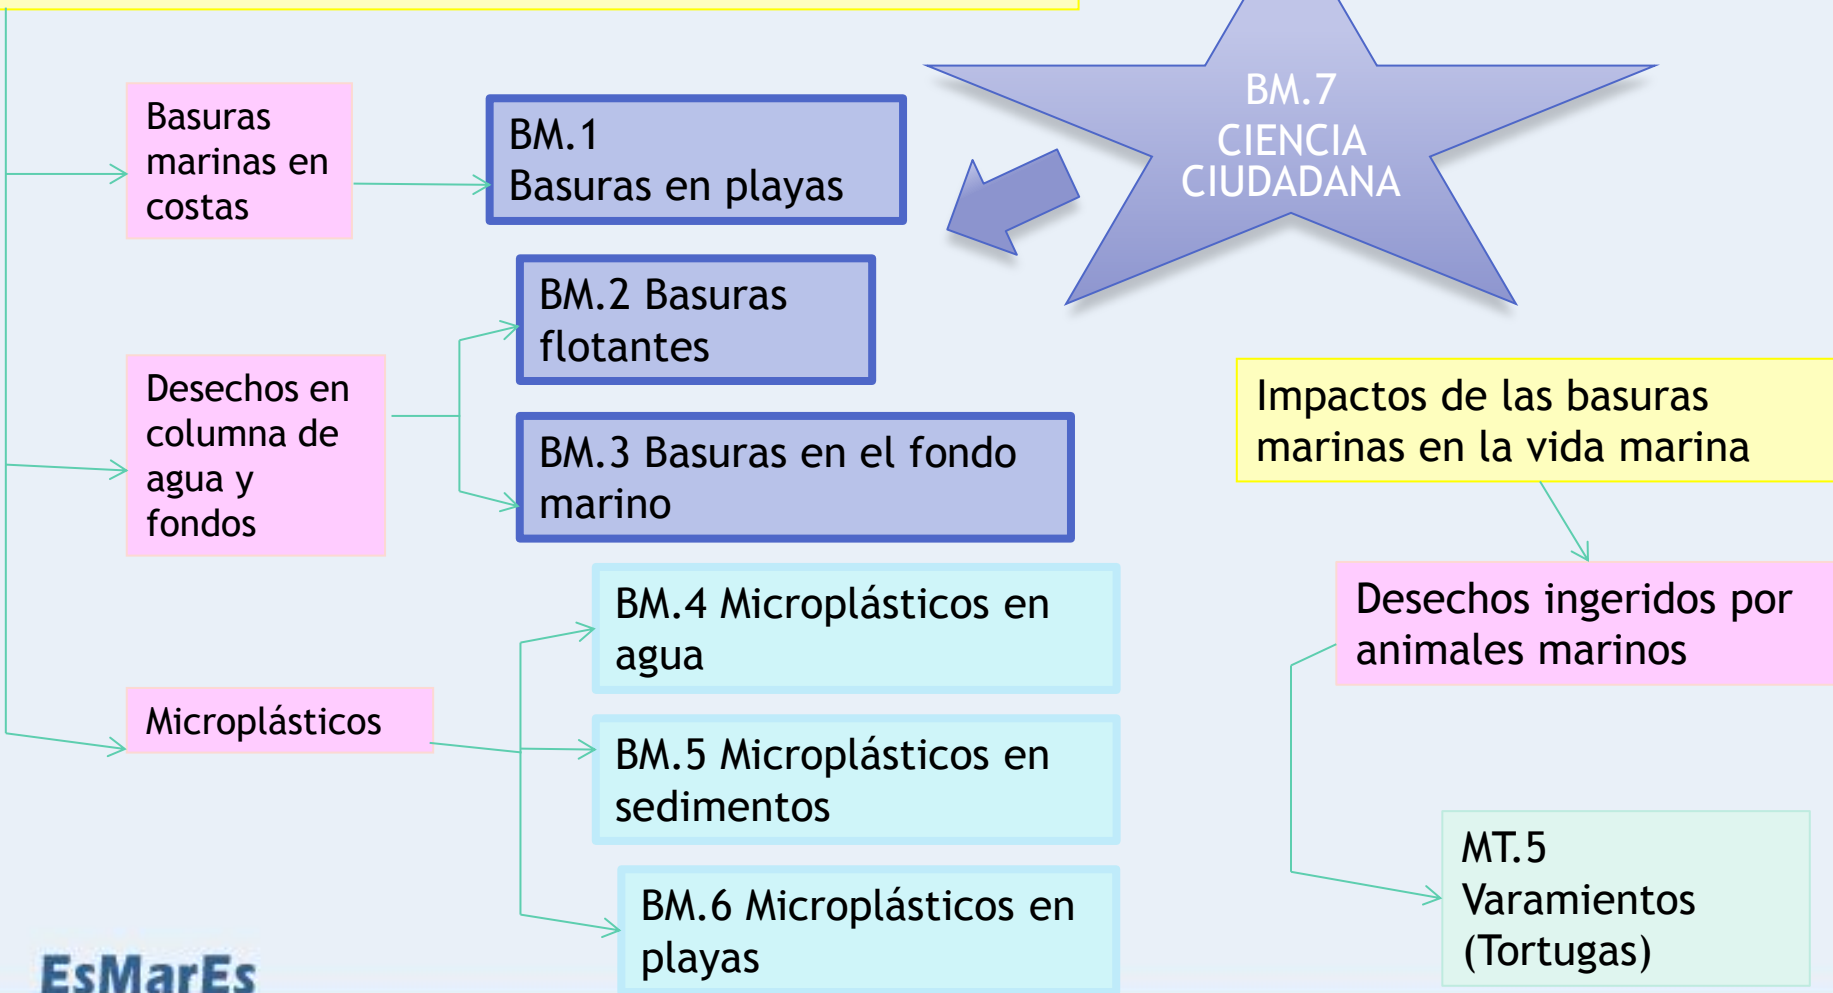 BM.7
CIENCIA
CIUDADANA
Basuras
marinas en
costas
BM.1
Basuras en playas
BM.2 Basuras
flotantes
Desechos en
columna de
agua y
fondos
BM.3 Basuras en el fondo
marino
Impactos de las basuras
marinas en la vida marina
Desechos ingeridos por
animales marinos
BM.4 Microplásticos en
agua
Microplásticos
BM.5 Microplásticos en
sedimentos
BM.6 Microplásticos en
playas
MT.5
Varamientos
(Tortugas)
EsMarEs